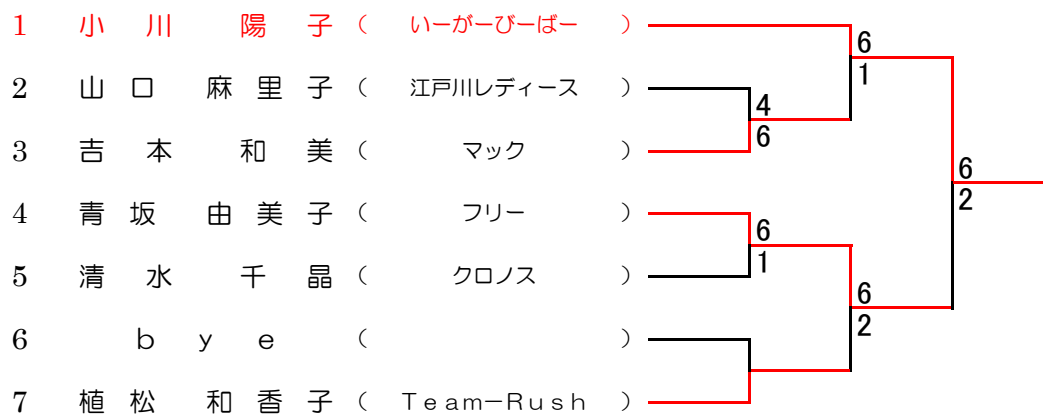 1 小川 陽子 ( いーがーびーばー )
6
1
2 山口 麻里子 ( 江戸川レディース )
4
6
3 吉本 和美 ( マック )
6
2
4 青坂 由美子 ( フリー )
6
1
5 清水 千晶 ( クロノス )
6
2
6 ｂｙｅ ( )
7 植松 和香子 ( Ｔｅａｍ－Ｒｕｓｈ )